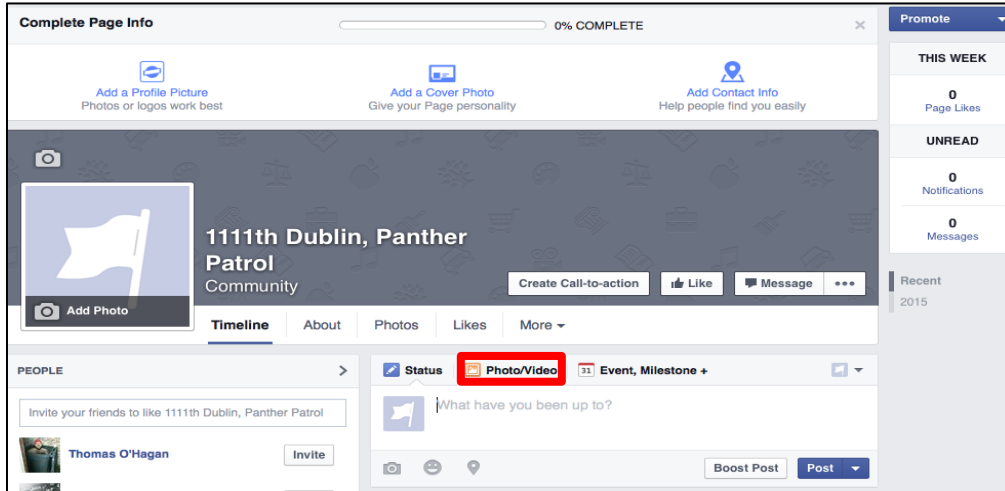 Complete Page Info
0% COMPLETE
Add a Profile Picture
Photos or logos work best
Add a Cover Photo
Give your Page personality
Add Contact Info
Help people find you easily
1111th Dublin, Panther
Patrol
Community
Create Call-to-action
Like
Message
Add Photo
Timeline
About
Photos
Likes
More
PEOPLE
Invite your friends to like 1111th Dublin, Panther Patrol
Thomas O'Hagan
Invite
Status
Photo/Video
31
Event, Milestone +
What have you been up to?
Boost Post
Post
Promote
THIS WEEK
0
Page Likes
UNREAD
0
Notifications
0
Messages
Recent
2015